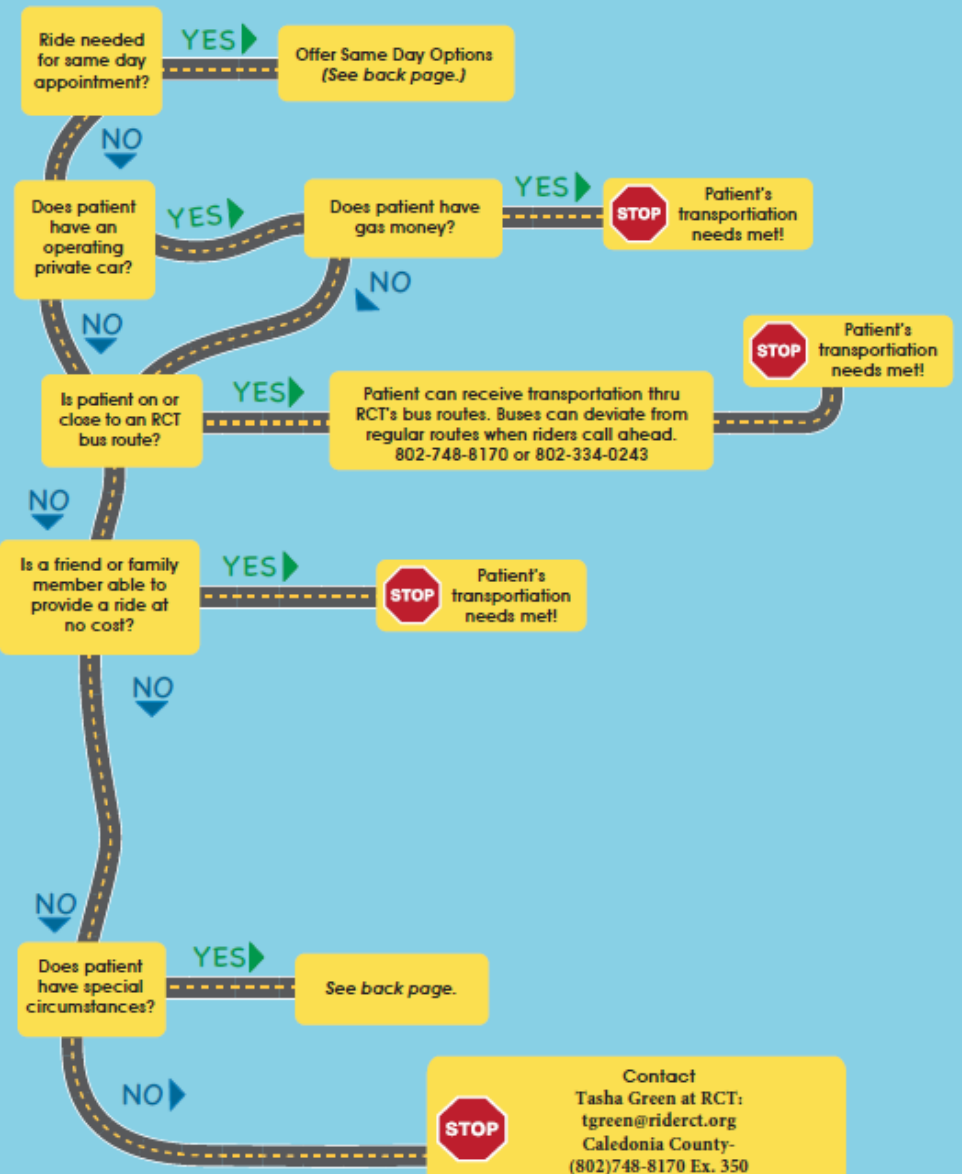 Ride needed
for same day
appointment?
YES
Offer Same Day Options
(See back page.)
NO
Does patient
have an
operating
private car?
YES
Does patient have
gas money?
YES
STOP
Patient's
transportiation
needs met!
NO
NO
Is patient on or
close to an RCT
bus route?
YES
Patient can receive transportation thru
RCT's bus routes. Buses can deviate from
regular routes when riders call ahead.
802-748-8170 or 802-334-0243
STOP
Patient's
transportiation
needs met!
NO
Is a friend or family
member able to
provide a ride at
no cost?
YES
STOP
Patient's
transportiation
needs met!
NO
NO
Does patient
have special
circumstances?
YES
See back page.
NO
STOP
Contact
Tasha Green at RCT:
tgreen@riderct.org
Caledonia County-
(802)748-8170 Ex. 350